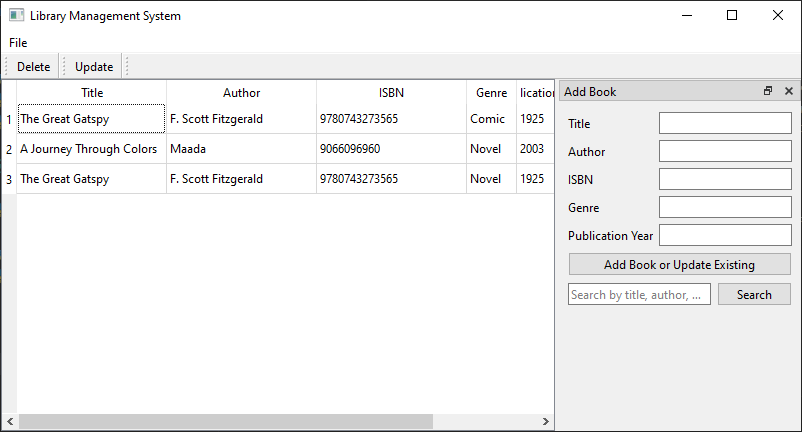 Library Management System
File
Delete Update
Title Author ISBN Genre lication
1 The Great Gatspy F. Scott Fitzgerald 9780743273565 Comic 1925
2 A Journey Through Colors Maada 9066096960 Novel 2003
3 The Great Gatspy F. Scott Fitzgerald 9780743273565 Novel 1925
Add Book
Title
Author
ISBN
Genre
Publication Year
Add Book or Update Existing
Search by title, author, ... Search